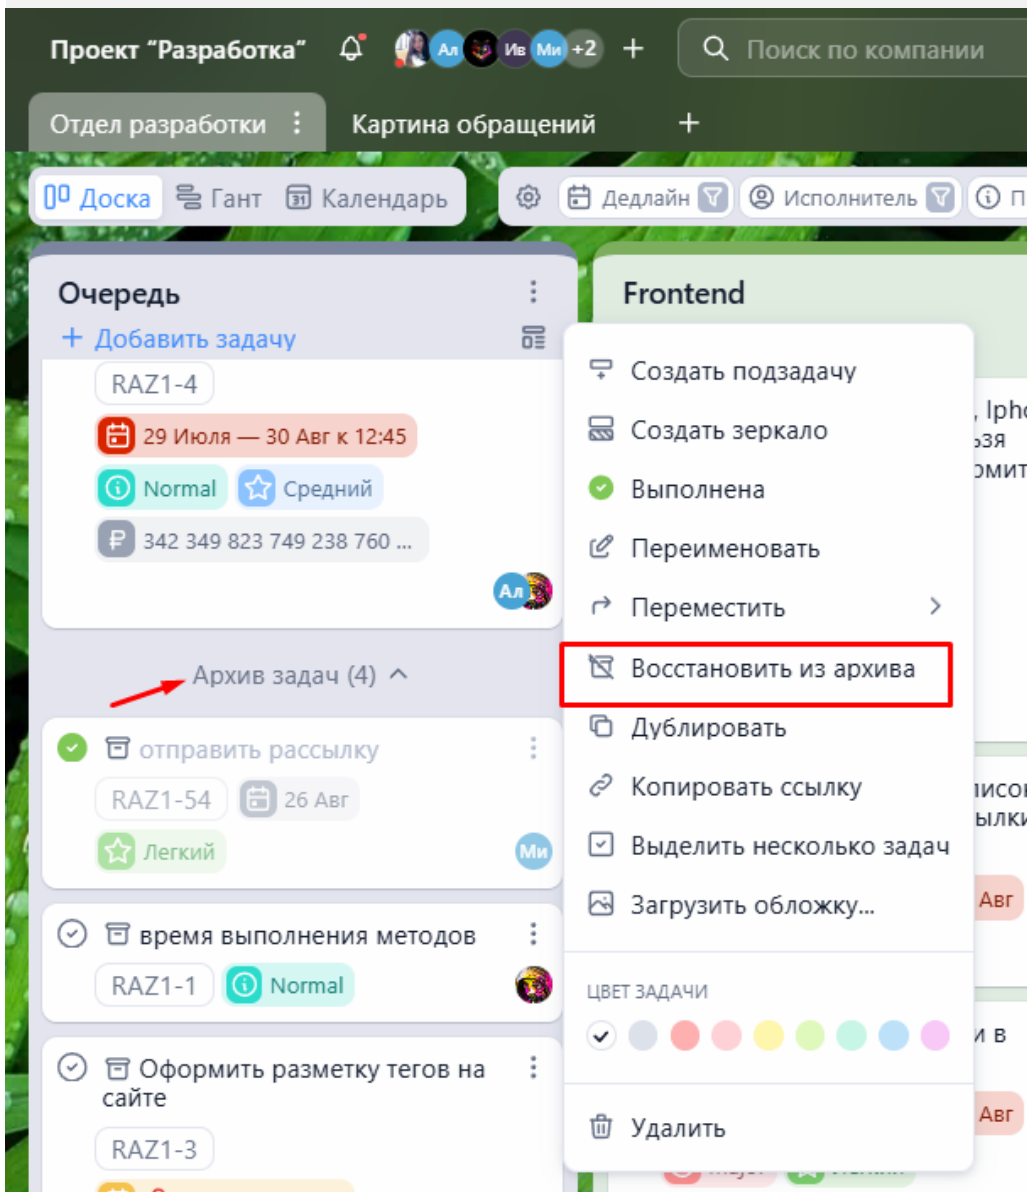 Проект “Разработка”
Ал
Ив
Ми
+2
Поиск по компании
Отдел разработки
Картина обращений
Доска
Гант
31
Календарь
Дедлайн
Исполнитель
П
Очередь
Frontend
+ Добавить задачу
RAZ1-4
29 Июля — 30 Авг к 12:45
Normal
Средний
₽
342 349 823 749 238 760 ...
Ал
Архив задач (4)
отправить рассылку
RAZ1-54
26 Авг
Легкий
Ми
время выполнения методов
RAZ1-1
Normal
Оформить разметку тегов на
сайте
RAZ1-3
Создать подзадачу
Создать зеркало
Выполнена
Переименовать
Переместить
Восстановить из архива
Дублировать
Копировать ссылку
Выделить несколько задач
Загрузить обложку...
ЦВЕТ ЗАДАЧИ
Удалить
Авг
и в
Авг